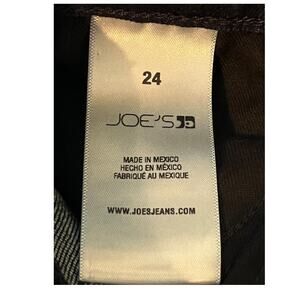 24
JOE'S
MADE IN MEXICO
HECHO EN MÉXICO
FABRIQUÉ AU MEXIQUE
WWW.JOESJEANS.COM